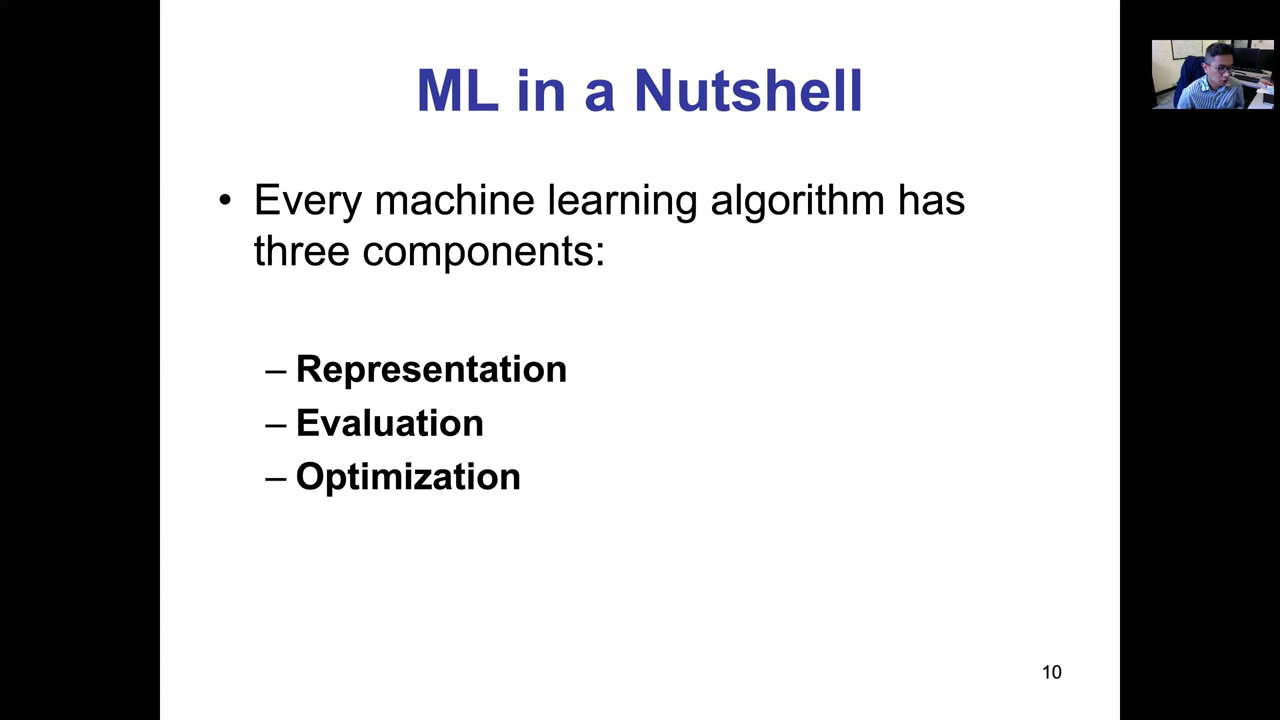 ML in a Nutshell
• Every machine learning algorithm has
three components:
– Representation
– Evaluation
– Optimization
10